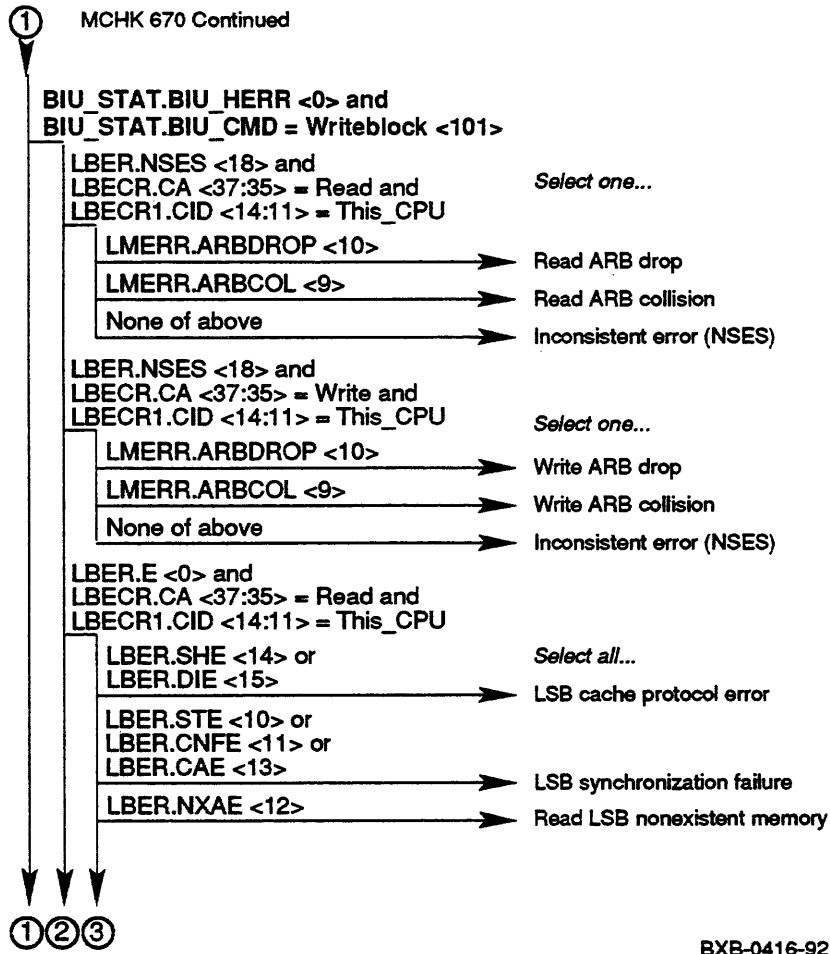 ① MCHK 670 Continued
BIU_STAT.BIU_HERR <0> and
BIU_STAT.BIU_CMD = Writeblock <101>
LBER.NSES <18> and
LBECR.CA <37:35> = Read and Select one...
LBECR1.CID <14:11> = This_CPU
LMERR.ARBDROP <10>
Read ARB drop
LMERR.ARBCOL <9>
Read ARB collision
None of above
Inconsistent error (NSES)
LBER.NSES <18> and
LBECR.CA <37:35> = Write and
LBECR1.CID <14:11> = This_CPU Select one...
LMERR.ARBDROP <10>
Write ARB drop
LMERR.ARBCOL <9>
Write ARB collision
None of above
Inconsistent error (NSES)
LBER.E <0> and
LBECR.CA <37:35> = Read and
LBECR1.CID <14:11> = This_CPU
LBER.SHE <14> or Select all...
LBER.DIE <15>
LSB cache protocol error
LBER.STE <10> or
LBER.CNFE <11> or
LBER.CAE <13>
LSB synchronization failure
LBER.NXAE <12>
Read LSB nonexistent memory
①②③
BXB-0416-92